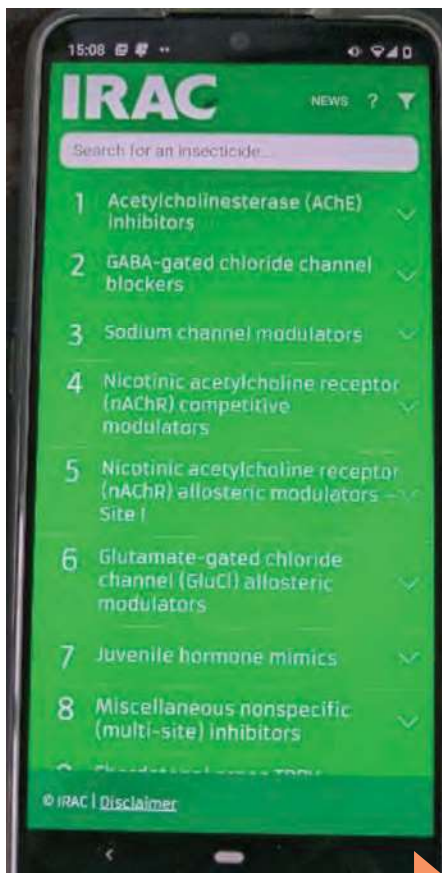 15:08
IRAC
NEWS ?
Search for an insecticide...
1 Acetylcholinesterase (AChE)
inhibitors
2 GABA-gated chloride channel
blockers
3 Sodium channel modulators
4 Nicotinic acetylcholine receptor
(nAChR) competitive
modulators
5 Nicotinic acetylcholine receptor
(nAChR) allosteric modulators –
Site I
6 Glutamate-gated chloride
channel (GluCl) allosteric
modulators
7 Juvenile hormone mimics
8 Miscellaneous nonspecific
(multi-site) inhibitors
© IRAC | Disclaimer